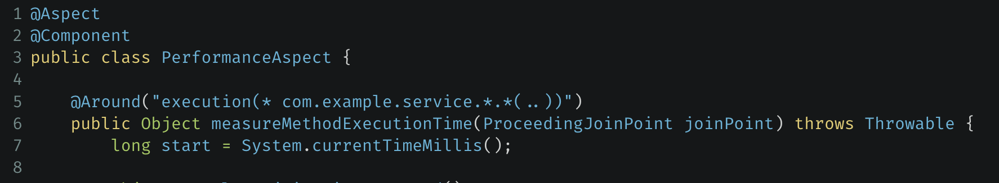 1 @Aspect
2 @Component
3 public class PerformanceAspect {
4
5     @Around("execution(* com.example.service.*.*(..))")
6     public Object measureMethodExecutionTime(ProceedingJoinPoint joinPoint) throws Throwable {
7         long start = System.currentTimeMillis();
8